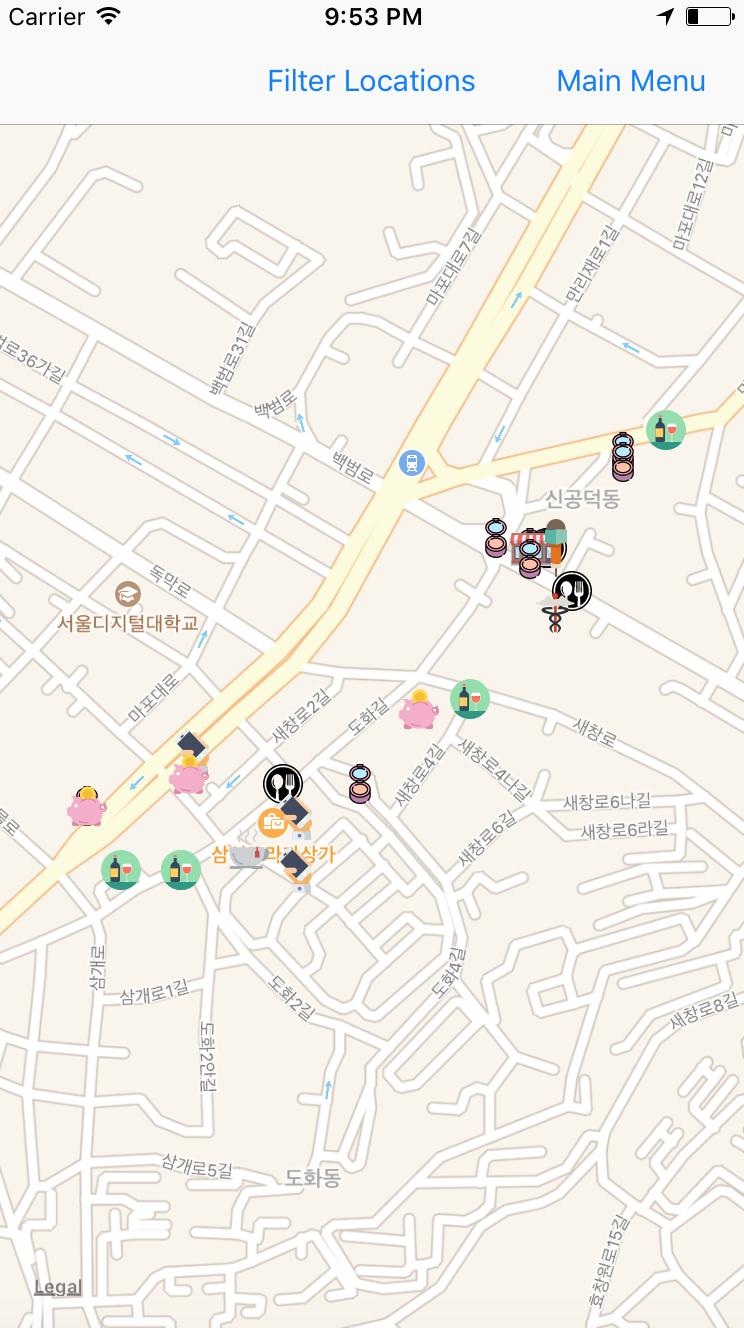 Carrier
9:53 PM
Filter Locations
Main Menu
마포대로12길
마포대로7길
만리재로1길
백범로31길
로36가길
백범로
백범로
신공덕동
독막로
서울디지털대학교
마포대로
새창로2길
도화길
새창로
새창로4길
새창로4나길
새창로6나길
새창로6라길
새창로6길
상가
삼개로
삼개로1길
도화4길
도화2길
새창로8길
도화2안길
삼개로5길
도화동
효창원로15길
Legal